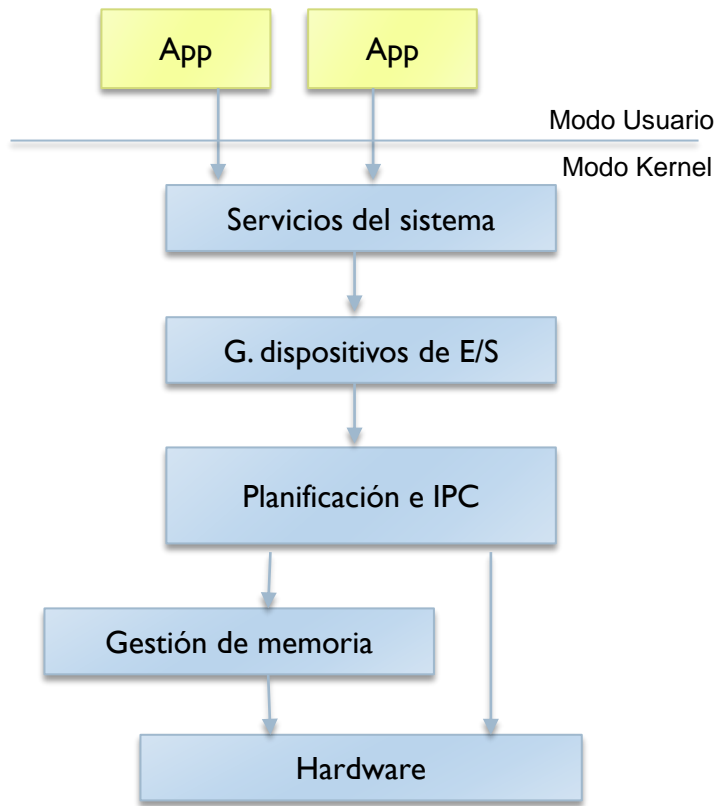 App
App
Modo Usuario
Modo Kernel
Servicios del sistema
G. dispositivos de E/S
Planificación e IPC
Gestión de memoria
Hardware